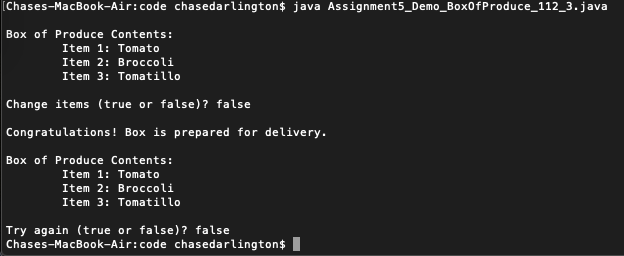 [Chases-MacBook-Air:code chasedarlington$ java Assignment5_Demo_BoxOfProduce_112_3.java
Box of Produce Contents:
Item 1: Tomato
Item 2: Broccoli
Item 3: Tomatillo
Change items (true or false)? false
Congratulations! Box is prepared for delivery.
Box of Produce Contents:
Item 1: Tomato
Item 2: Broccoli
Item 3: Tomatillo
Try again (true or false)? false
Chases-MacBook-Air:code chasedarlington$